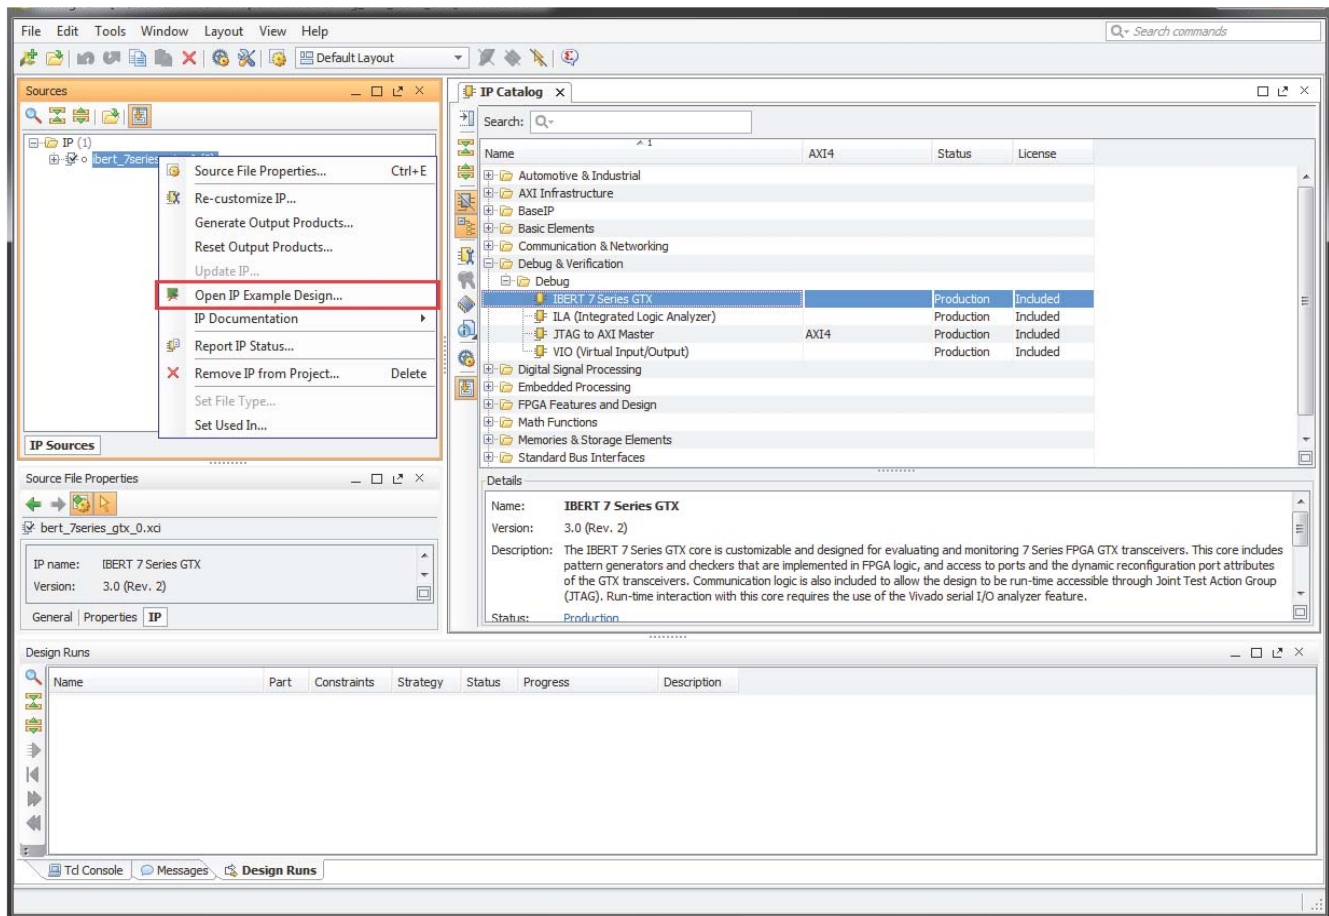 File Edit Tools Window Layout View Help
Search commands
Default Layout
Sources
IP (1)
ibert_7series
Source File Properties... Ctrl+E
Re-customize IP...
Generate Output Products...
Reset Output Products...
Update IP...
Open IP Example Design...
IP Documentation
Report IP Status...
Remove IP from Project... Delete
Set File Type...
Set Used In...
IP Sources
Source File Properties
bert_7series_gtx_0.xci
IP name: IBERT 7 Series GTX
Version: 3.0 (Rev. 2)
General Properties IP
IP Catalog
Search:
Name 1 AXI4 Status License
Automotive & Industrial
AXI Infrastructure
BaseIP
Basic Elements
Communication & Networking
Debug & Verification
Debug
IBERT 7 Series GTX Production Included
ILA (Integrated Logic Analyzer) Production Included
JTAG to AXI Master AXI4 Production Included
VIO (Virtual Input/Output) Production Included
Digital Signal Processing
Embedded Processing
FPGA Features and Design
Math Functions
Memories & Storage Elements
Standard Bus Interfaces
Details
Name: IBERT 7 Series GTX
Version: 3.0 (Rev. 2)
Description: The IBERT 7 Series GTX core is customizable and designed for evaluating and monitoring 7 Series FPGA GTX transceivers. This core includes
pattern generators and checkers that are implemented in FPGA logic, and access to ports and the dynamic reconfiguration port attributes
of the GTX transceivers. Communication logic is also included to allow the design to be run-time accessible through Joint Test Action Group
(JTAG). Run-time interaction with this core requires the use of the Vivado serial I/O analyzer feature.
Status: Production
Design Runs
Name Part Constraints Strategy Status Progress Description
Tcl Console Messages Design Runs